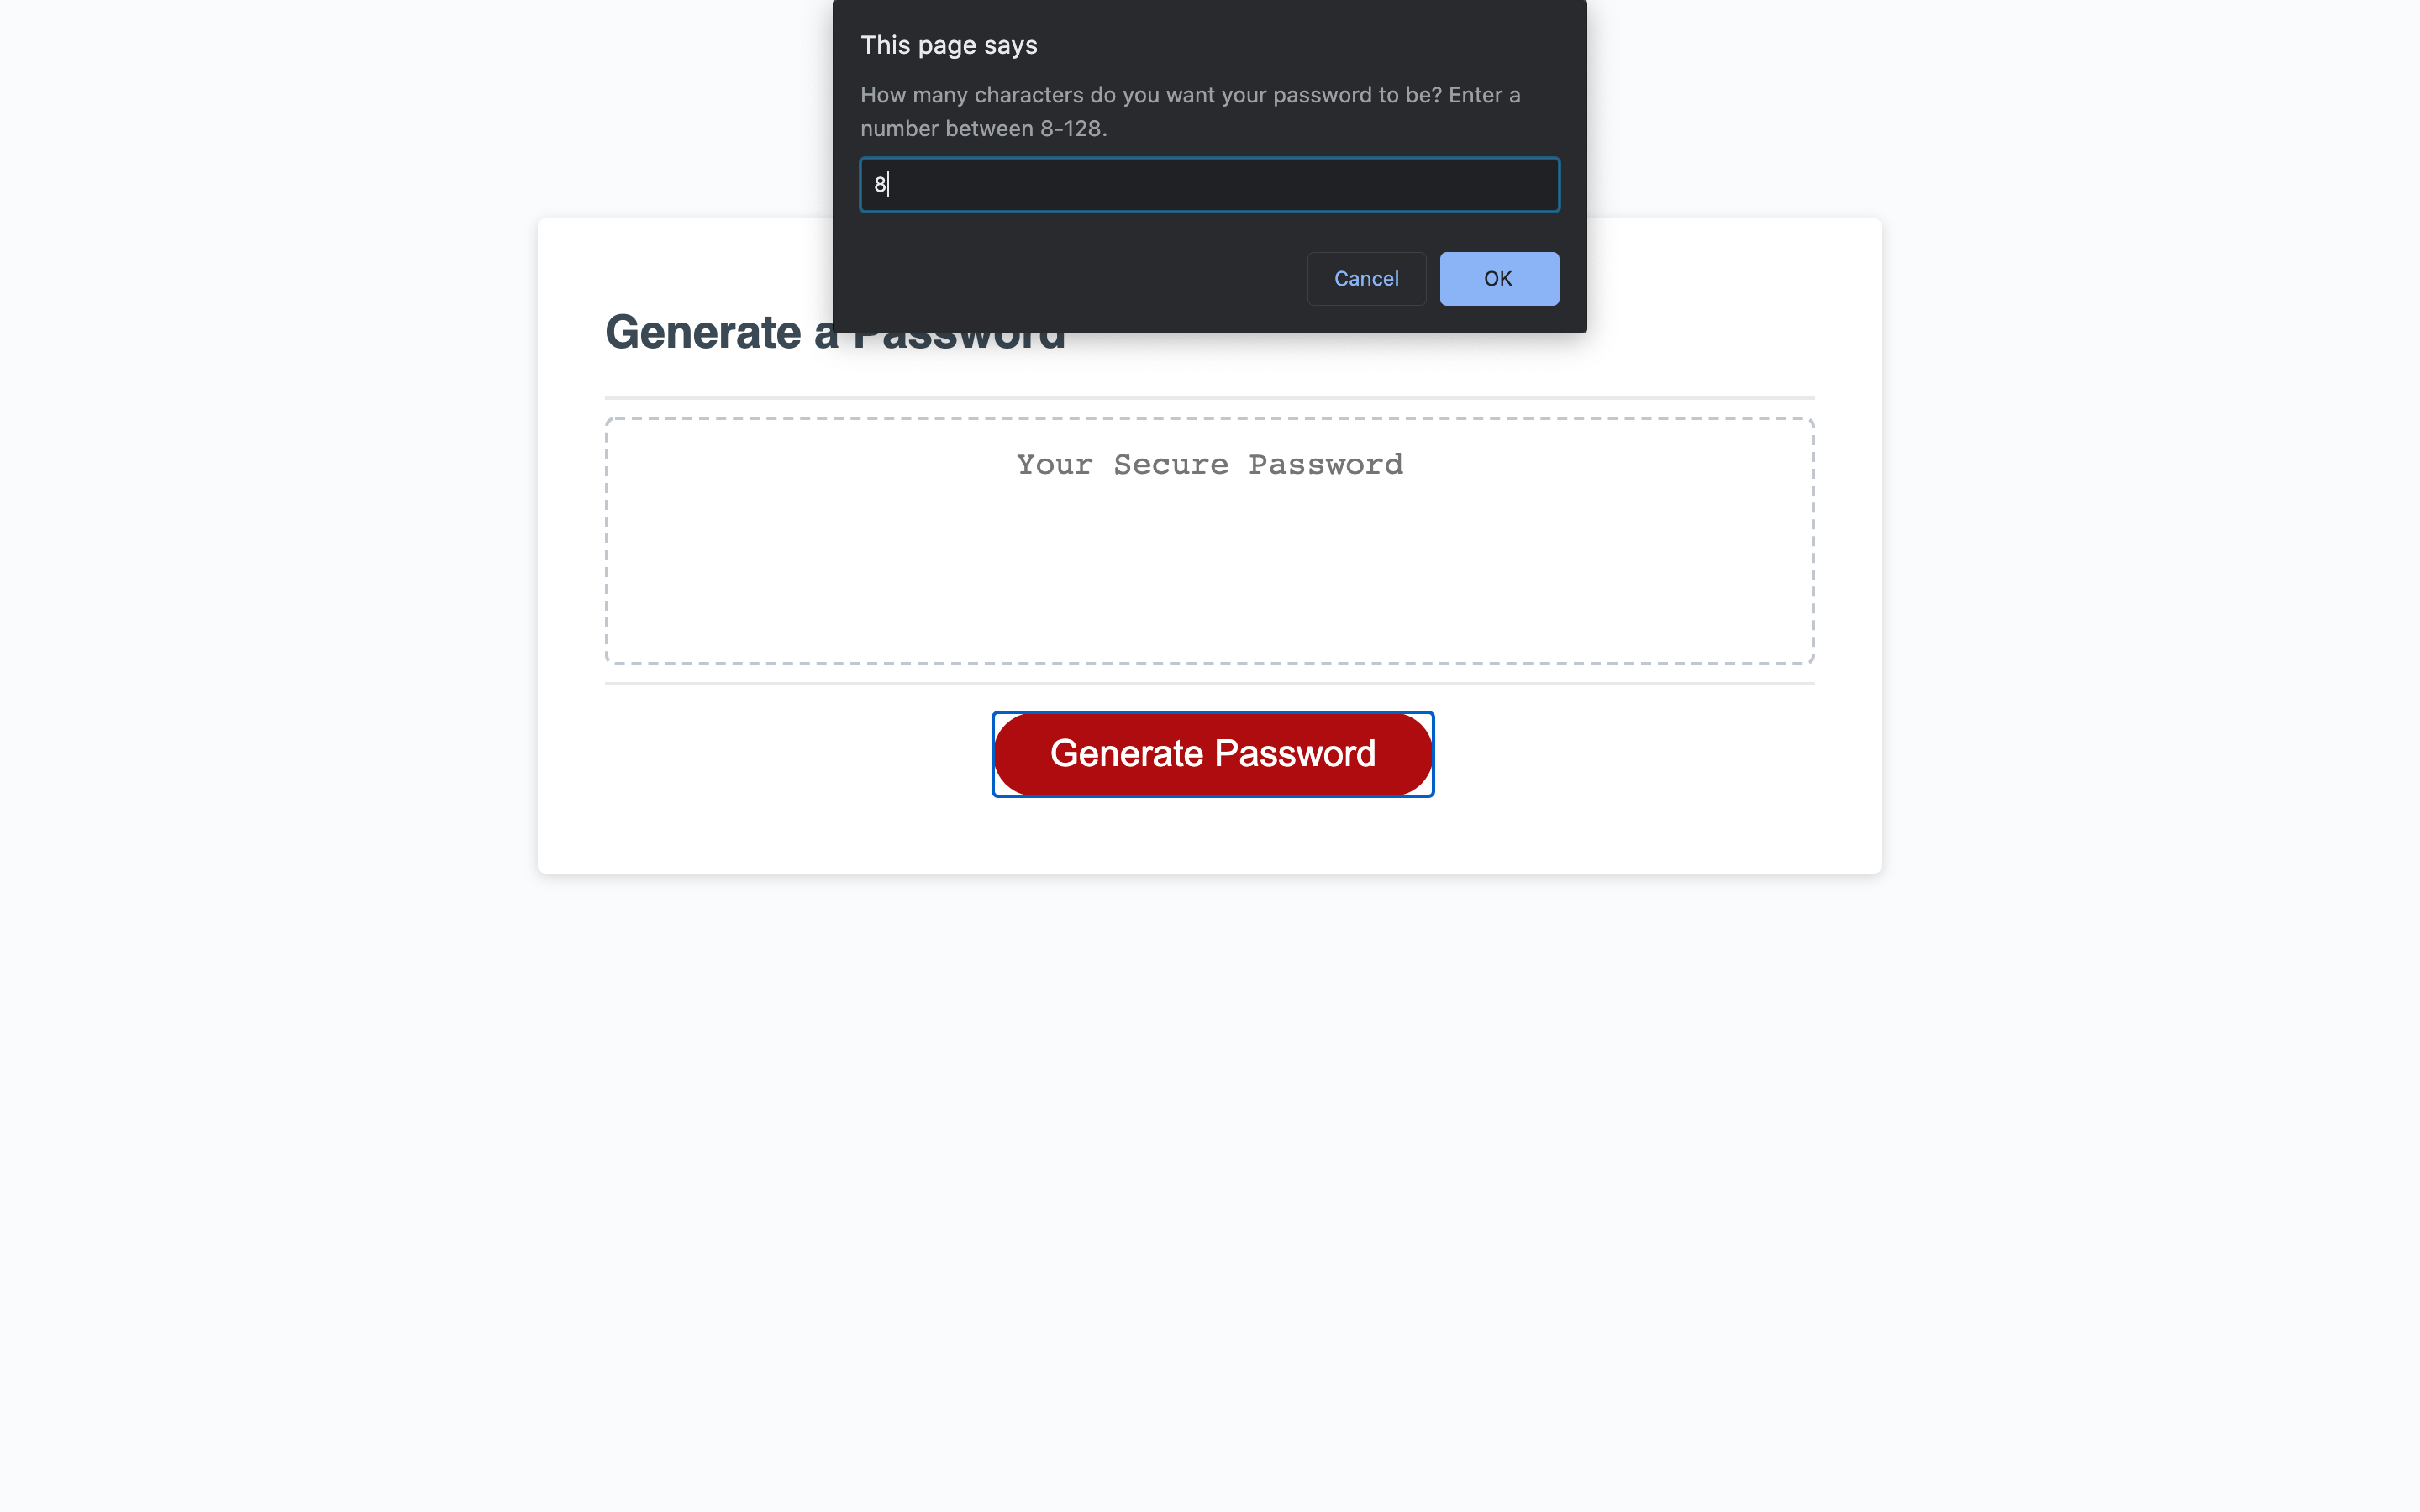 This page says
How many characters do you want your password to be? Enter a
number between 8-128.
8
Cancel
OK
Generate a Password
Your Secure Password
Generate Password